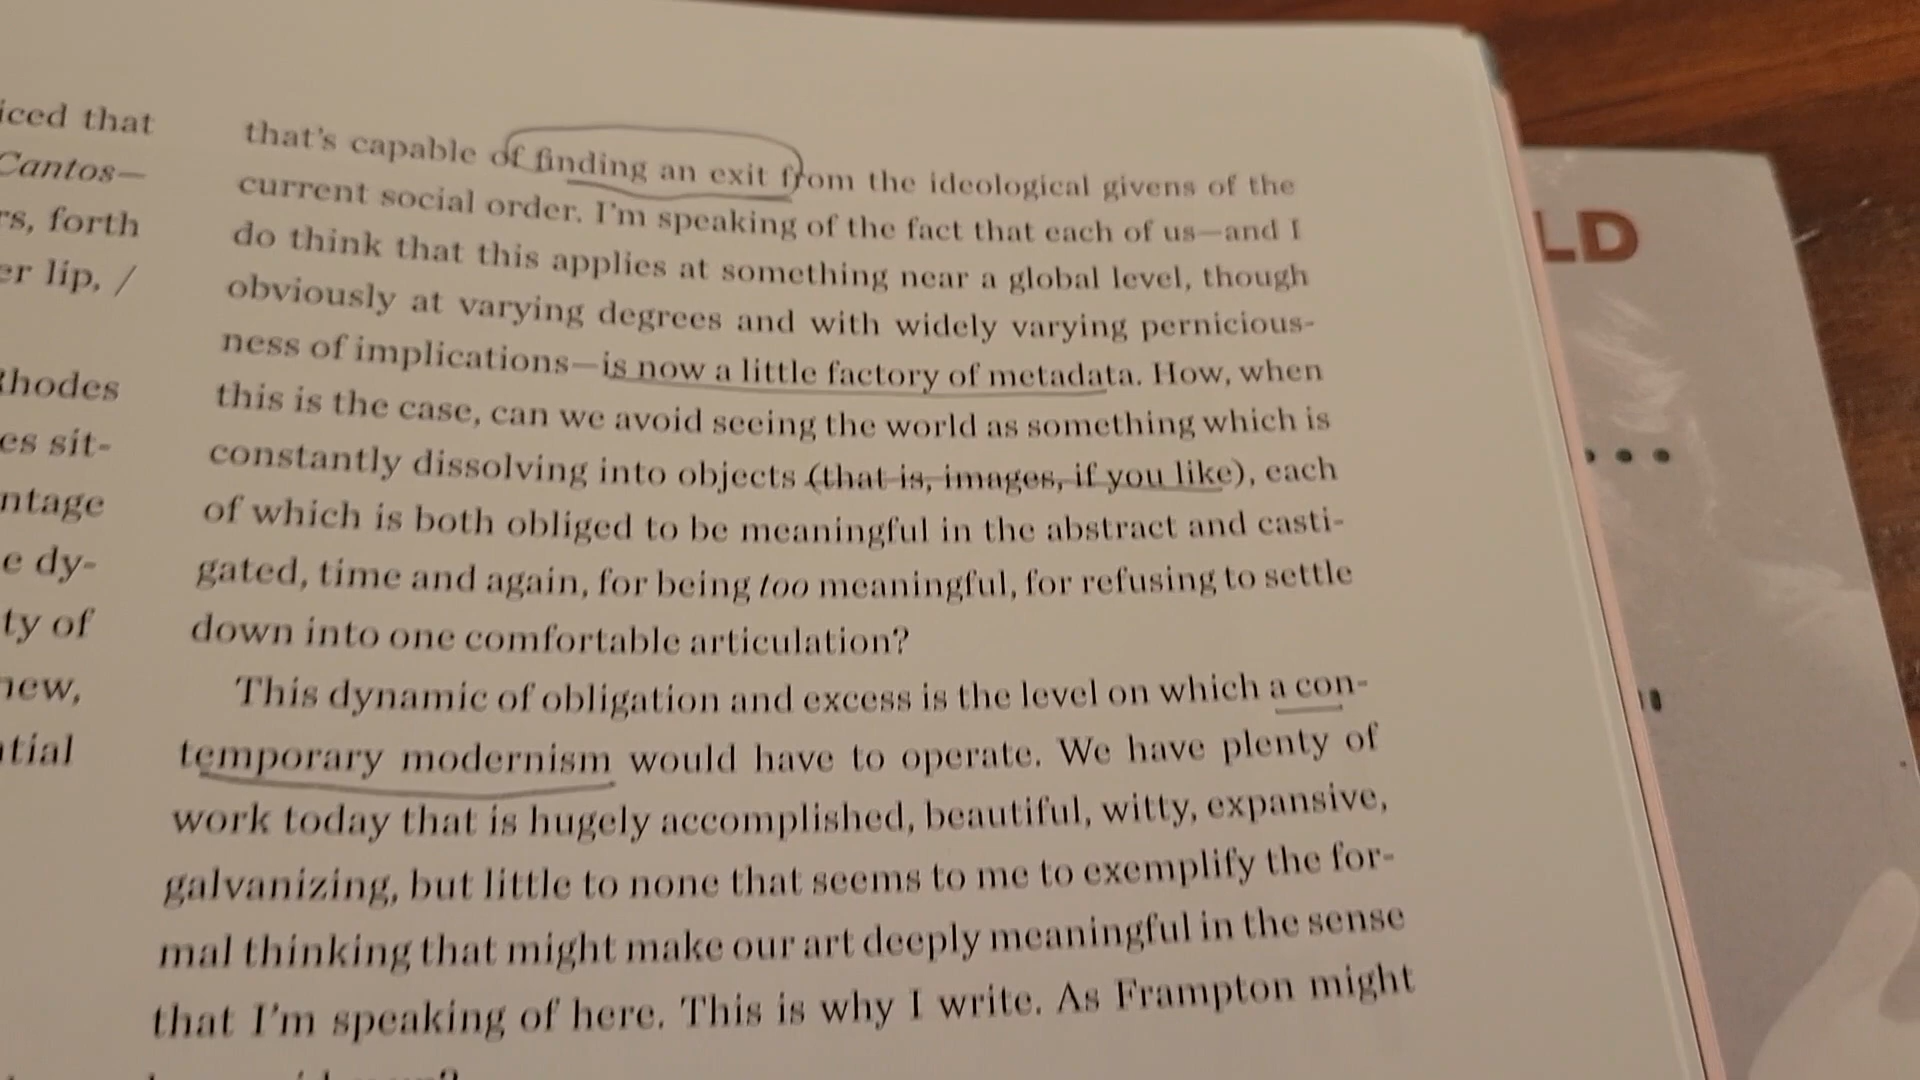 iced that
Cantos—
rs, forth
er lip, /
Rhodes
es sit-
ntage
e dy-
ty of
new,
ntial
that's capable of finding an exit from the ideological givens of the
current social order. I'm speaking of the fact that each of us—and I
do think that this applies at something near a global level, though
obviously at varying degrees and with widely varying pernicious-
ness of implications—is now a little factory of metadata. How, when
this is the case, can we avoid seeing the world as something which is
constantly dissolving into objects (that is, images, if you like), each
of which is both obliged to be meaningful in the abstract and casti-
gated, time and again, for being too meaningful, for refusing to settle
down into one comfortable articulation?
This dynamic of obligation and excess is the level on which a con-
temporary modernism would have to operate. We have plenty of
work today that is hugely accomplished, beautiful, witty, expansive,
galvanizing, but little to none that seems to me to exemplify the for-
mal thinking that might make our art deeply meaningful in the sense
that I'm speaking of here. This is why I write. As Frampton might
LD